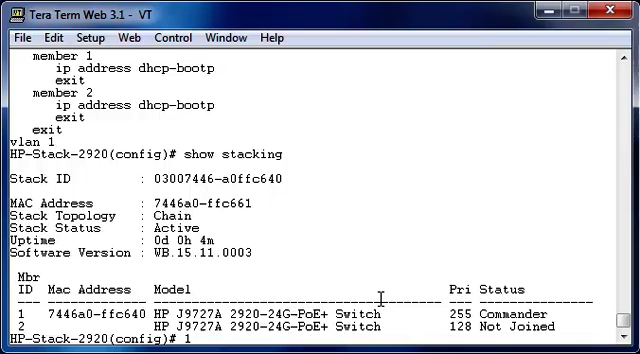 Tera Term Web 3.1 - VT
File Edit Setup Web Control Window Help
member 1
ip address dhcp-bootp
exit
member 2
ip address dhcp-bootp
exit
exit
vlan 1
HP-Stack-2920(config)# show stacking
Stack ID : 03007446-a0ffc640
MAC Address : 7446a0-ffc661
Stack Topology : Chain
Stack Status : Active
Uptime : 0d 0h 4m
Software Version : WB.15.11.0003
Mbr
ID Mac Address Model Pri Status
--- ------------- -------------------------------------- --- ---------------
1 7446a0-ffc640 HP J9727A 2920-24G-PoE+ Switch 255 Commander
2 HP J9727A 2920-24G-PoE+ Switch 128 Not Joined
HP-Stack-2920(config)# 1